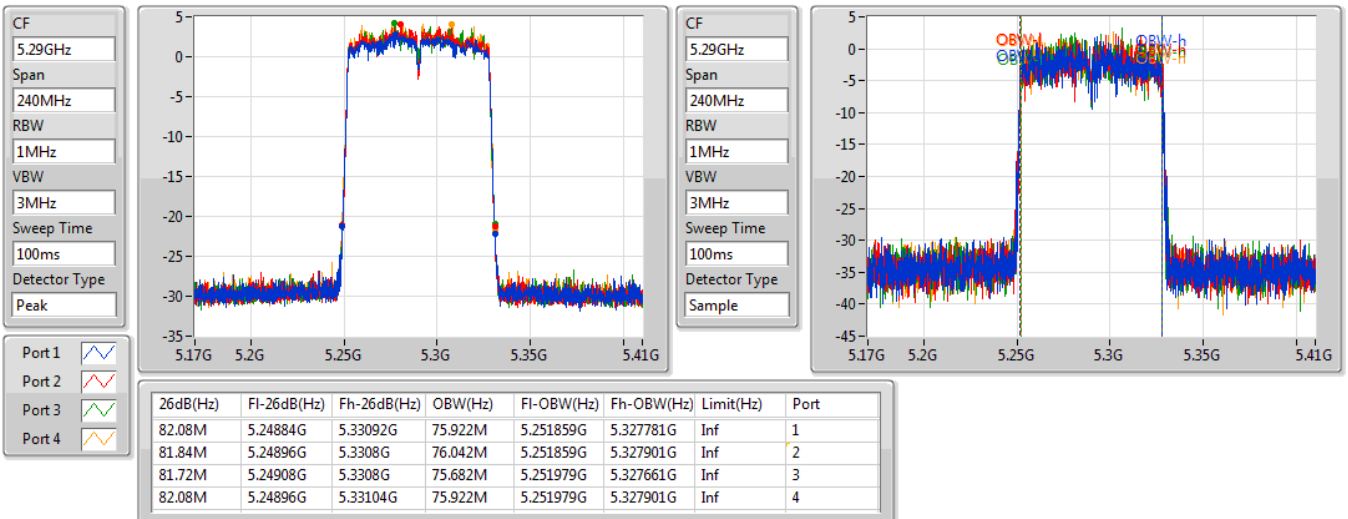 CF
5.29GHz
Span
240MHz
RBW
1MHz
VBW
3MHz
Sweep Time
100ms
Detector Type
Peak
5
0
-5
-10
-15
-20
-25
-30
-35
5.17G 5.2G 5.25G 5.3G 5.35G 5.41G
CF
5.29GHz
Span
240MHz
RBW
1MHz
VBW
3MHz
Sweep Time
100ms
Detector Type
Sample
5
0
-5
-10
-15
-20
-25
-30
-35
-40
-45
OBW-h
5.17G 5.2G 5.25G 5.3G 5.35G 5.41G
Port 1
Port 2
Port 3
Port 4
26dB(Hz) Fl-26dB(Hz) Fh-26dB(Hz) OBW(Hz) Fl-OBW(Hz) Fh-OBW(Hz) Limit(Hz) Port
82.08M 5.24884G 5.33092G 75.922M 5.251859G 5.327781G Inf 1
81.84M 5.24896G 5.3308G 76.042M 5.251859G 5.327901G Inf 2
81.72M 5.24908G 5.3308G 75.682M 5.251979G 5.327661G Inf 3
82.08M 5.24896G 5.33104G 75.922M 5.251979G 5.327901G Inf 4